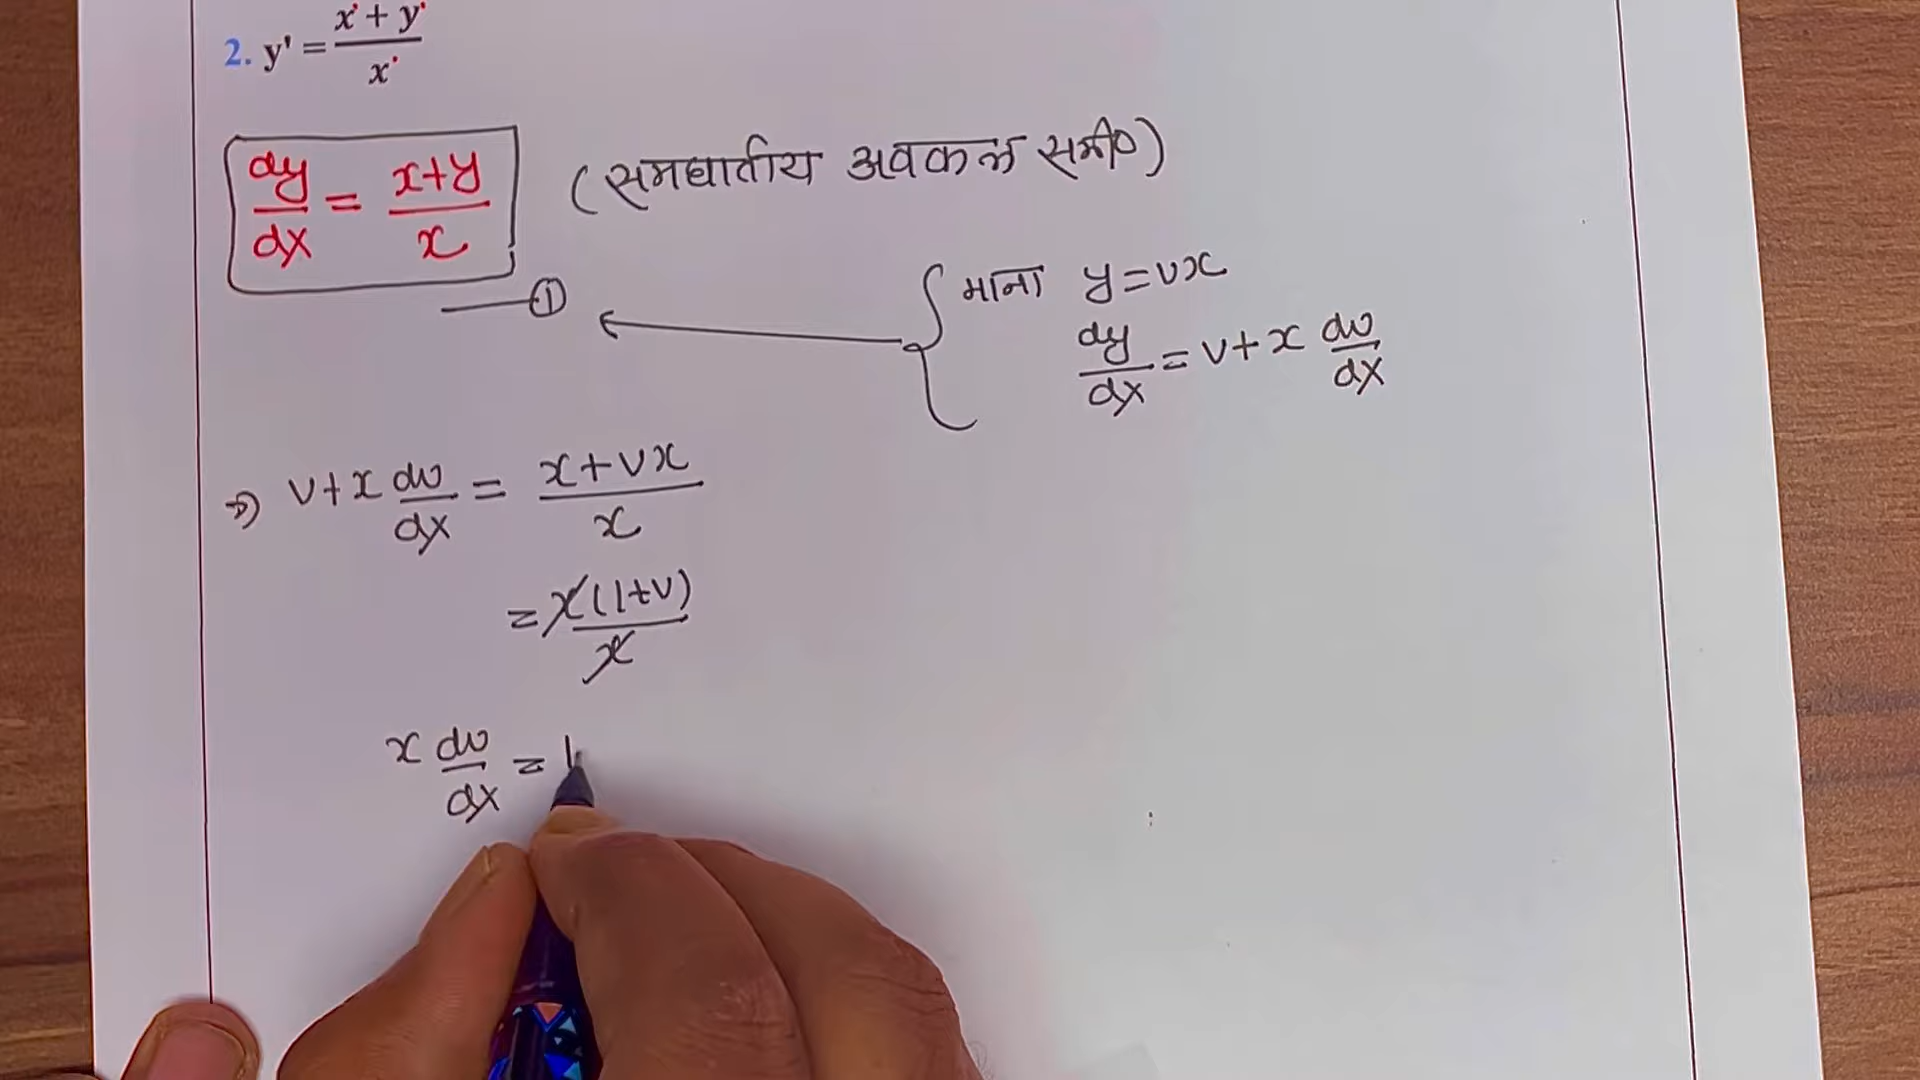 2. y' = x + y / x
dy/dx = x+y / x (समघातीय अवकल समी०)
① 
माना y = vx
dy/dx = v + x dv/dx
⇒ v + x dv/dx = x + vx / x
= x(1+v) / x
x dv/dx = 1